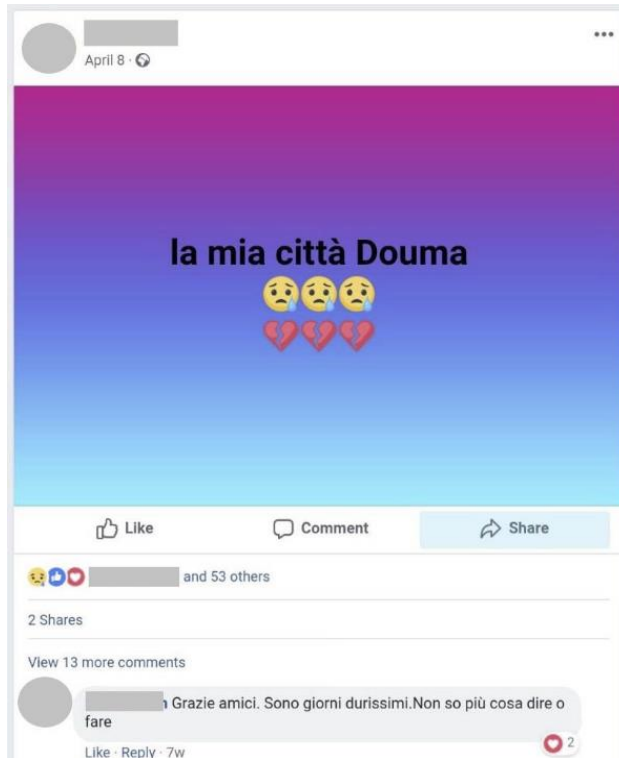 April 8 ·
la mia città Douma
😢😢😢
💔💔💔
Like Comment Share
and 53 others
2 Shares
View 13 more comments
Grazie amici. Sono giorni durissimi.Non so più cosa dire o
fare
2
Like · Reply · 7w